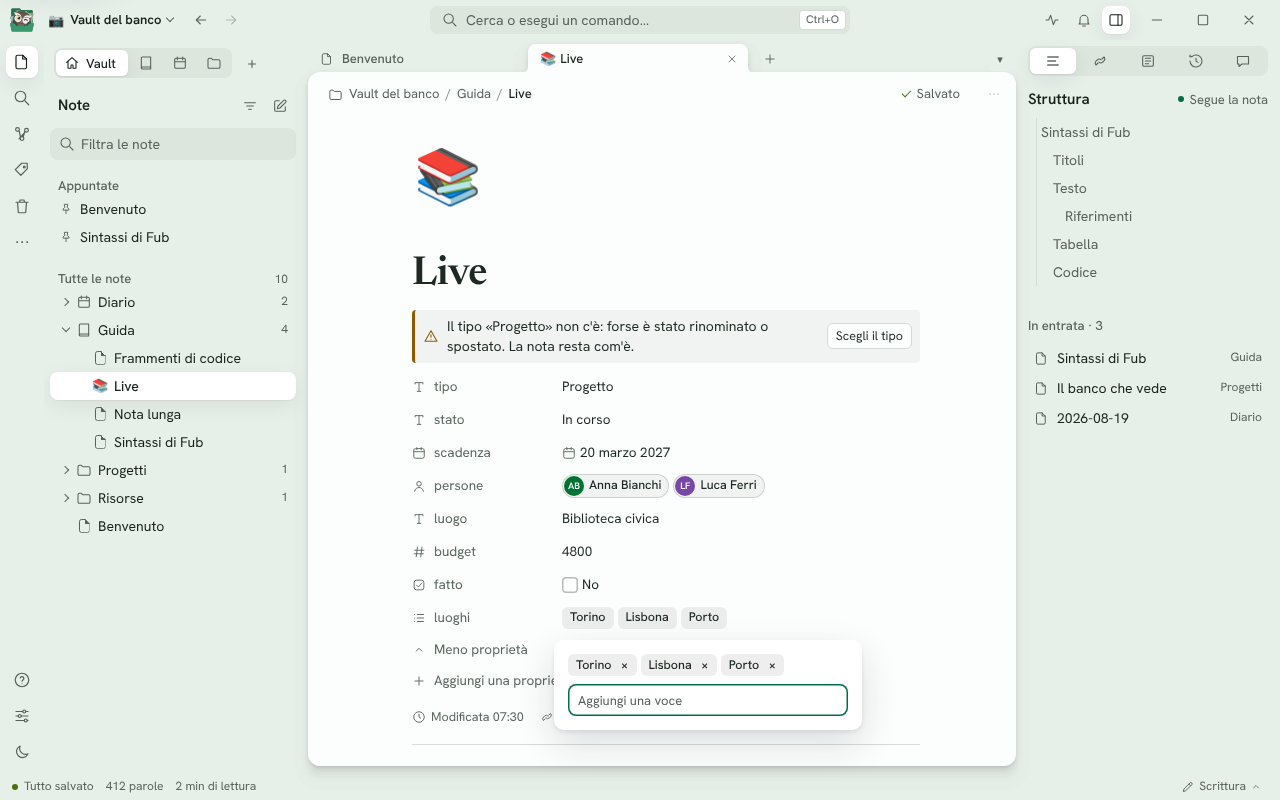 Vault del banco
Cerca o esegui un comando…
Ctrl+O
Vault
Note
Filtra le note
Appuntate
Benvenuto
Sintassi di Fub
Tutte le note 10
Diario 2
Guida 4
Frammenti di codice
Live
Nota lunga
Sintassi di Fub
Progetti 1
Risorse 1
Benvenuto
Benvenuto
Live
Vault del banco / Guida / Live
Salvato
Live
Il tipo «Progetto» non c'è: forse è stato rinominato o
spostato. La nota resta com'è.
Scegli il tipo
tipo Progetto
stato In corso
scadenza 20 marzo 2027
persone AB Anna Bianchi LF Luca Ferri
luogo Biblioteca civica
budget 4800
fatto No
luoghi Torino Lisbona Porto
Meno proprietà
Torino × Lisbona × Porto ×
Aggiungi una proprie
Aggiungi una voce
Modificata 07:30
Struttura
Segue la nota
Sintassi di Fub
Titoli
Testo
Riferimenti
Tabella
Codice
In entrata · 3
Sintassi di Fub Guida
Il banco che vede Progetti
2026-08-19 Diario
Tutto salvato 412 parole 2 min di lettura
Scrittura